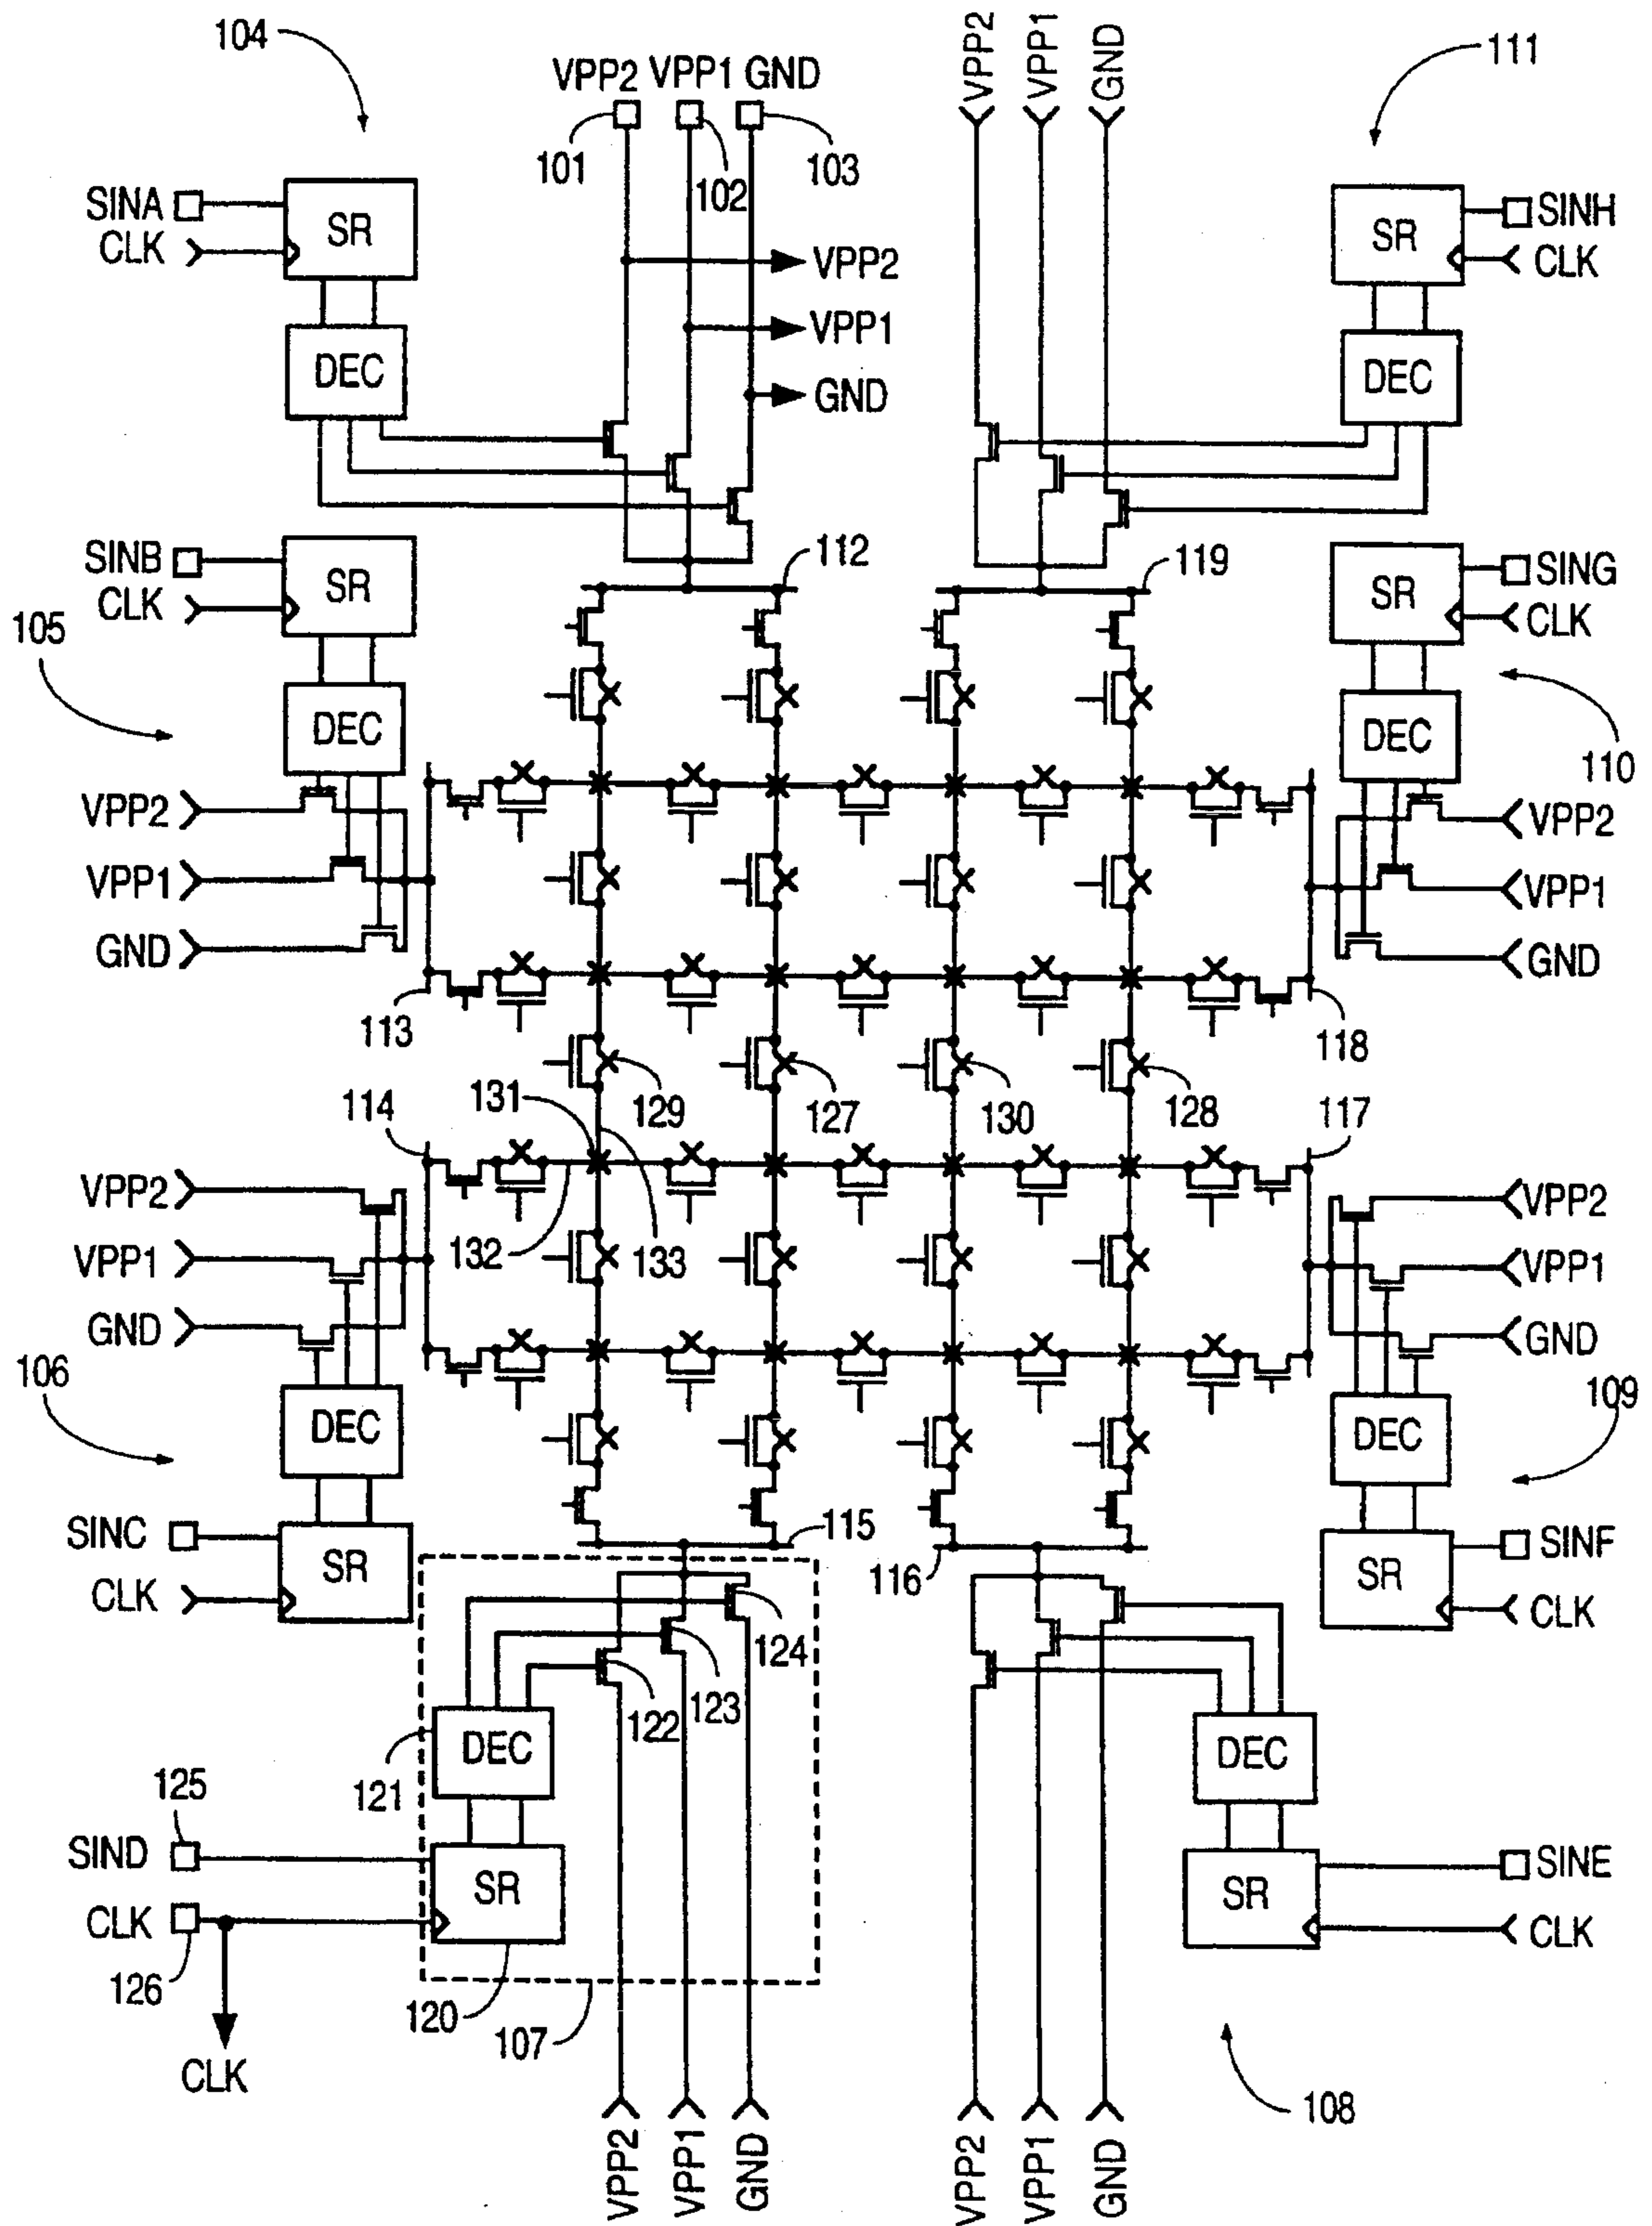 104
VPP2 VPP1 GND
VPP2
VPP1
GND
111
101
102
103
SINA
CLK
SR
DEC
VPP2
VPP1
GND
SR
SINH
CLK
DEC
112
119
SINB
CLK
SR
105
DEC
VPP2
VPP1
GND
113
SR
SING
CLK
110
DEC
VPP2
VPP1
GND
118
129
127
130
128
131
114
117
132
133
VPP2
VPP1
GND
106
DEC
SINC
CLK
SR
VPP2
VPP1
GND
109
DEC
SINF
CLK
SR
115
116
124
123
122
121
DEC
125
SIND
SR
CLK
126
120
107
CLK
VPP2
VPP1
GND
DEC
SR
SINE
CLK
108
VPP2
VPP1
GND